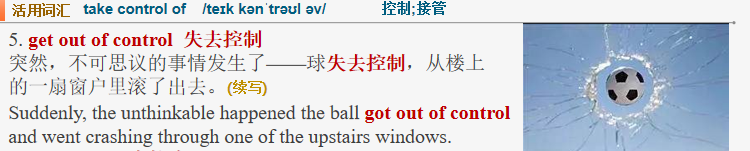 活用词汇 take control of /teɪk kənˈtrəʊl əv/ 控制;接管
5. get out of control 失去控制
突然，不可思议的事情发生了——球失去控制，从楼上
的一扇窗户里滚了出去。(续写)
Suddenly, the unthinkable happened the ball got out of control
and went crashing through one of the upstairs windows.